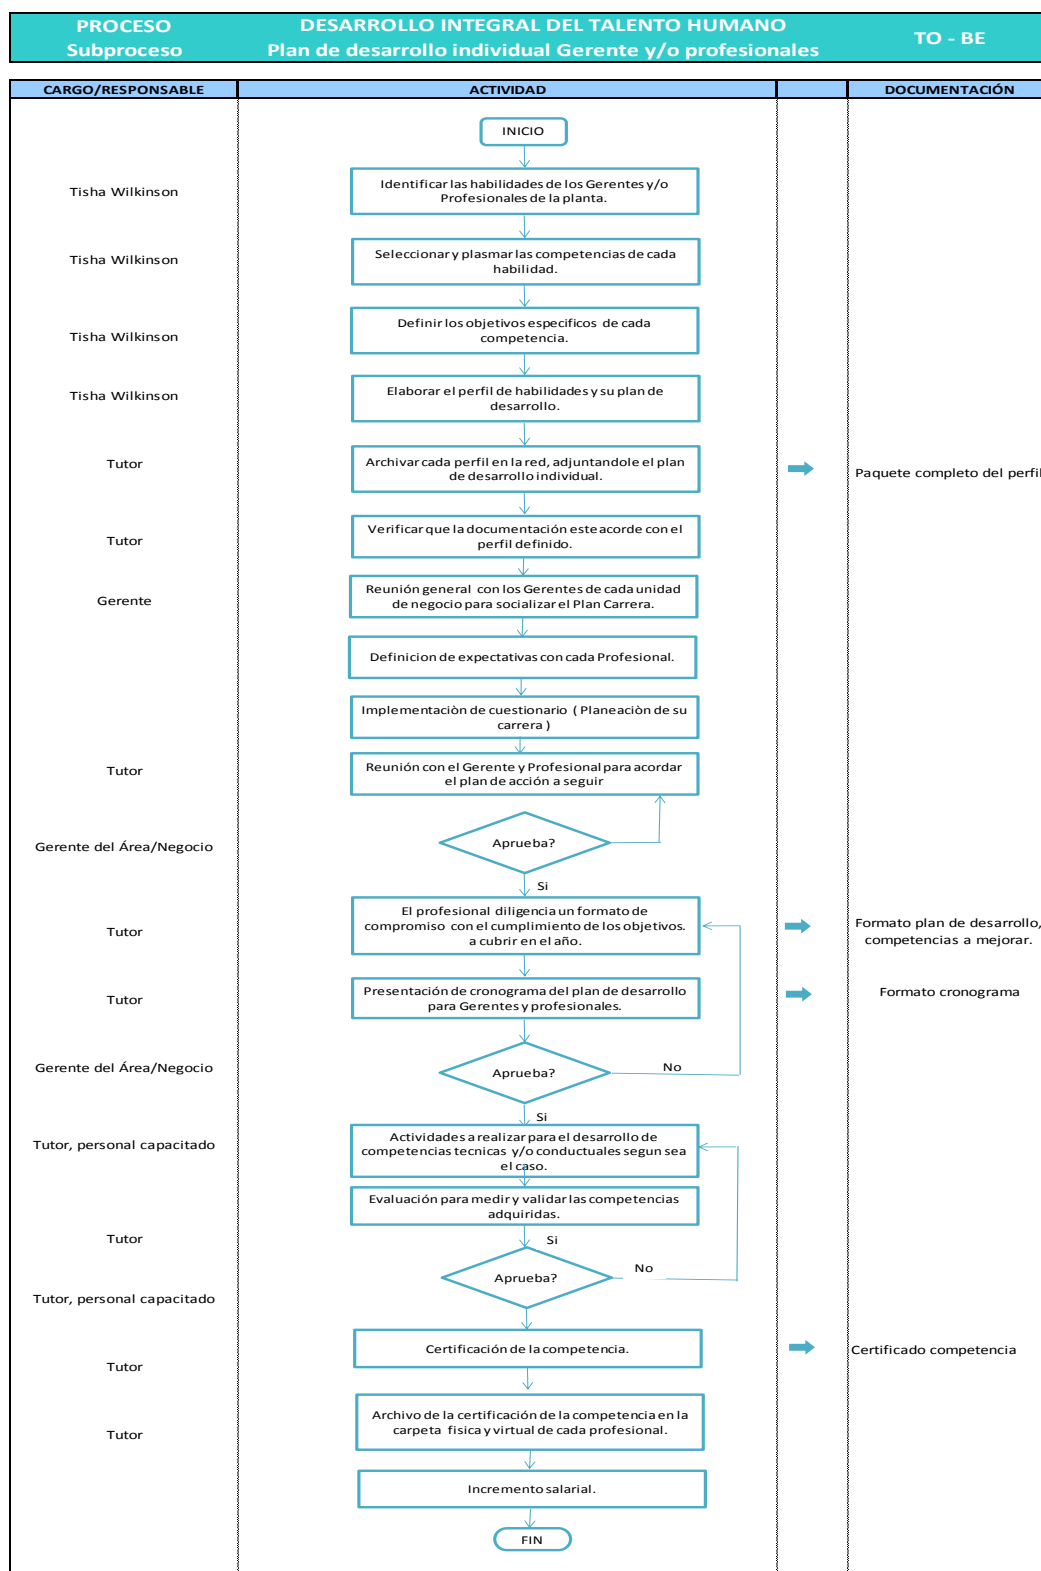 PROCESO
Subproceso
DESARROLLO INTEGRAL DEL TALENTO HUMANO
Plan de desarrollo individual Gerente y/o profesionales
TO - BE
CARGO/RESPONSABLE
ACTIVIDAD
DOCUMENTACIÓN
INICIO
Tisha Wilkinson
Identificar las habilidades de los Gerentes y/o
Profesionales de la planta.
Tisha Wilkinson
Seleccionar y plasmar las competencias de cada
habilidad.
Tisha Wilkinson
Definir los objetivos especificos de cada
competencia.
Tisha Wilkinson
Elaborar el perfil de habilidades y su plan de
desarrollo.
Tutor
Archivar cada perfil en la red, adjuntandole el plan
de desarrollo individual.
Paquete completo del perfil
Tutor
Verificar que la documentación este acorde con el
perfil definido.
Gerente
Reunión general con los Gerentes de cada unidad
de negocio para socializar el Plan Carrera.
Definicion de expectativas con cada Profesional.
Implementaciòn de cuestionario ( Planeaciòn de su
carrera )
Tutor
Reunión con el Gerente y Profesional para acordar
el plan de acción a seguir
Gerente del Área/Negocio
Aprueba?
Si
Tutor
El profesional diligencia un formato de
compromiso con el cumplimiento de los objetivos.
a cubrir en el año.
Formato plan de desarrollo,
competencias a mejorar.
Tutor
Presentación de cronograma del plan de desarrollo
para Gerentes y profesionales.
Formato cronograma
Gerente del Área/Negocio
Aprueba?
No
Si
Tutor, personal capacitado
Actividades a realizar para el desarrollo de
competencias tecnicas y/o conductuales segun sea
el caso.
Evaluación para medir y validar las competencias
adquiridas.
Tutor
Si
Aprueba?
No
Tutor, personal capacitado
Certificación de la competencia.
Certificado competencia
Tutor
Archivo de la certificación de la competencia en la
carpeta fisica y virtual de cada profesional.
Tutor
Incremento salarial.
FIN